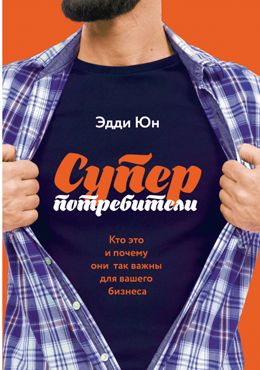 Эдди Юн
Супер
потребители
Кто это
и почему
они так важны
для вашего
бизнеса